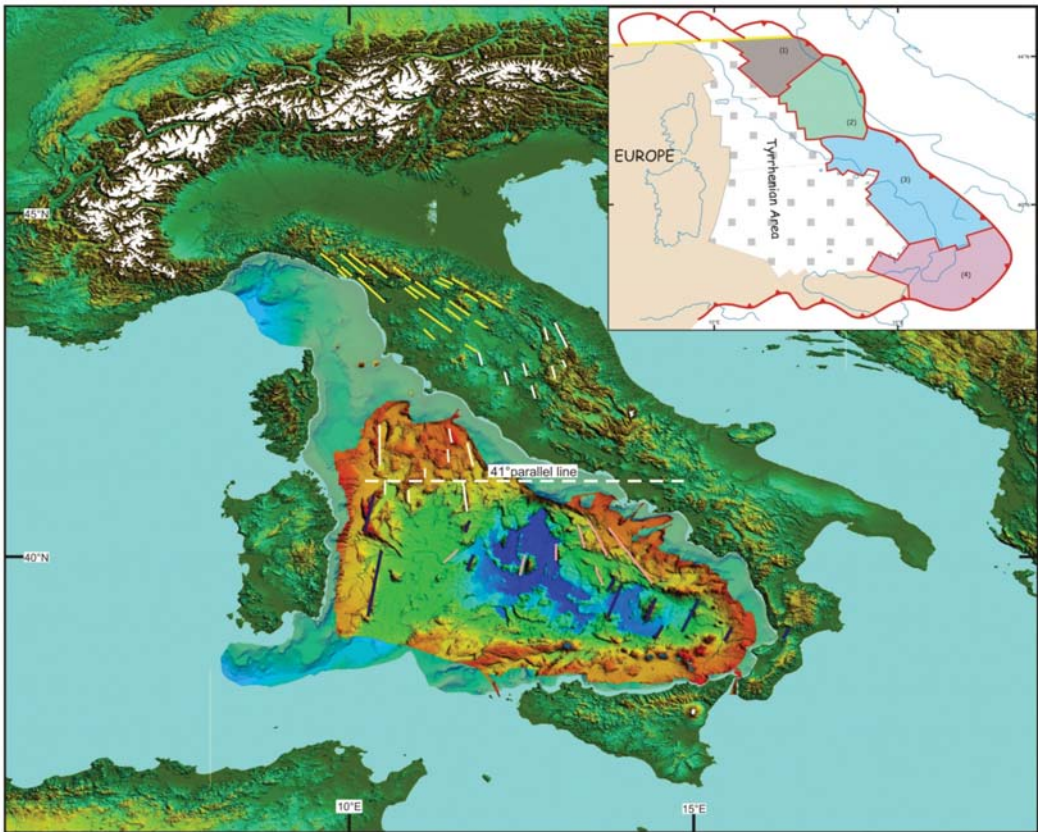 (1)
(2)
EUROPE
Tyrrhenian Area
(3)
(4)
45°N
41°parallel line
40°N
10°E
15°E